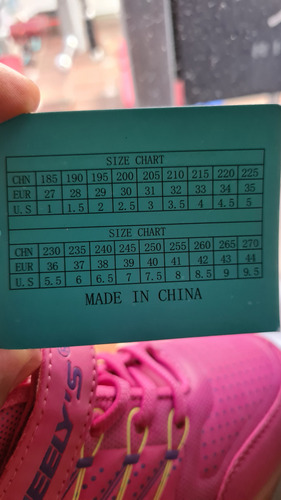 SIZE CHART
CHN 185 190 195 200 205 210 215 220 225
EUR 27 28 29 30 31 32 33 34 35
U.S 1 1.5 2 2.5 3 3.5 4 4.5 5
SIZE CHART
CHN 230 235 240 245 250 255 260 265 270
EUR 36 37 38 39 40 41 42 43 44
U.S 5.5 6 6.5 7 7.5 8 8.5 9 9.5
MADE IN CHINA
EELY'S